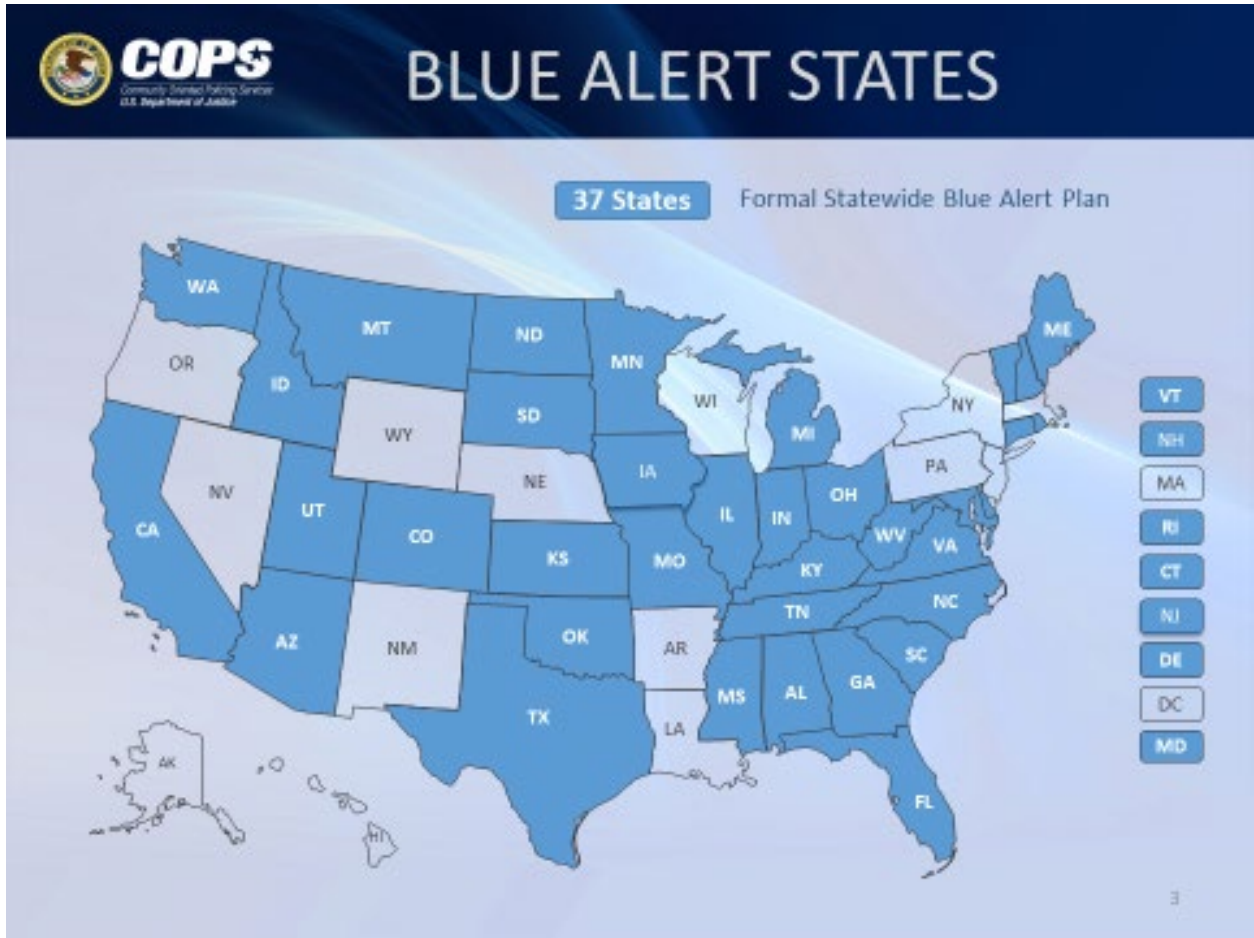 COPS
Community Oriented Policing Services
U.S. Department of Justice
BLUE ALERT STATES
37 States Formal Statewide Blue Alert Plan
WA
MT
ND
MN
ME
OR
ID
SD
WI
MI
NY
VT
WY
IA
PA
NH
NV
NE
OH
MA
CA
UT
CO
KS
MO
IL
IN
WV
VA
RI
KY
CT
AZ
NM
OK
AR
TN
NC
NJ
TX
MS
AL
GA
SC
DE
LA
DC
AK
MD
HI
FL
3